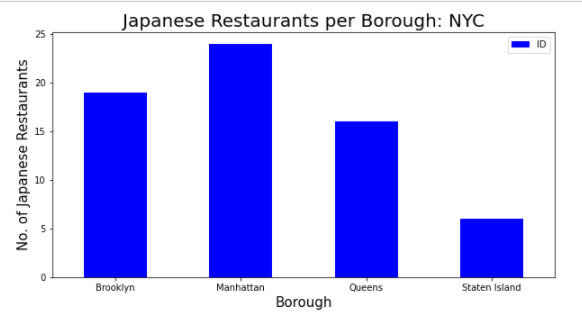 Japanese Restaurants per Borough: NYC
ID
No. of Japanese Restaurants
25
20
15
10
5
0
Brooklyn Manhattan Queens Staten Island
Borough